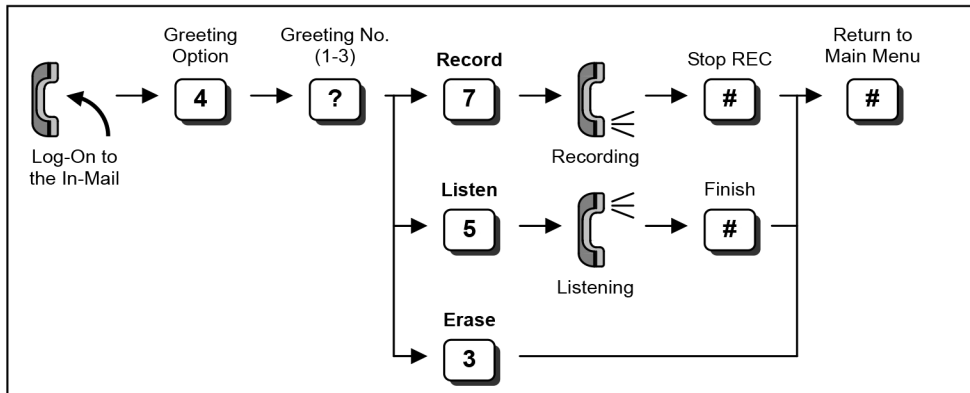 Greeting
Option
Greeting No.
(1-3)
Record
Stop REC
Return to
Main Menu
4
?
7
#
#
Log-On to
the In-Mail
Recording
Listen
Finish
5
#
Listening
Erase
3